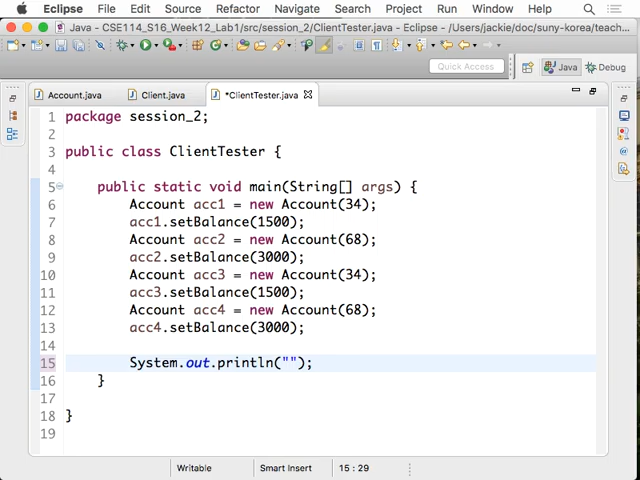 Eclipse File Edit Source Refactor Navigate Search Project Run Window Help
Java - CSE114_S16_Week12_Lab1/src/session_2/ClientTester.java - Eclipse - /Users/jackie/doc/suny-korea/teach
Quick Access
Java Debug
Account.java Client.java *ClientTester.java
1 package session_2;
2
3 public class ClientTester {
4
5 public static void main(String[] args) {
6 Account acc1 = new Account(34);
7 acc1.setBalance(1500);
8 Account acc2 = new Account(68);
9 acc2.setBalance(3000);
10 Account acc3 = new Account(34);
11 acc3.setBalance(1500);
12 Account acc4 = new Account(68);
13 acc4.setBalance(3000);
14
15 System.out.println("");
16 }
17
18 }
19
Writable Smart Insert 15 : 29